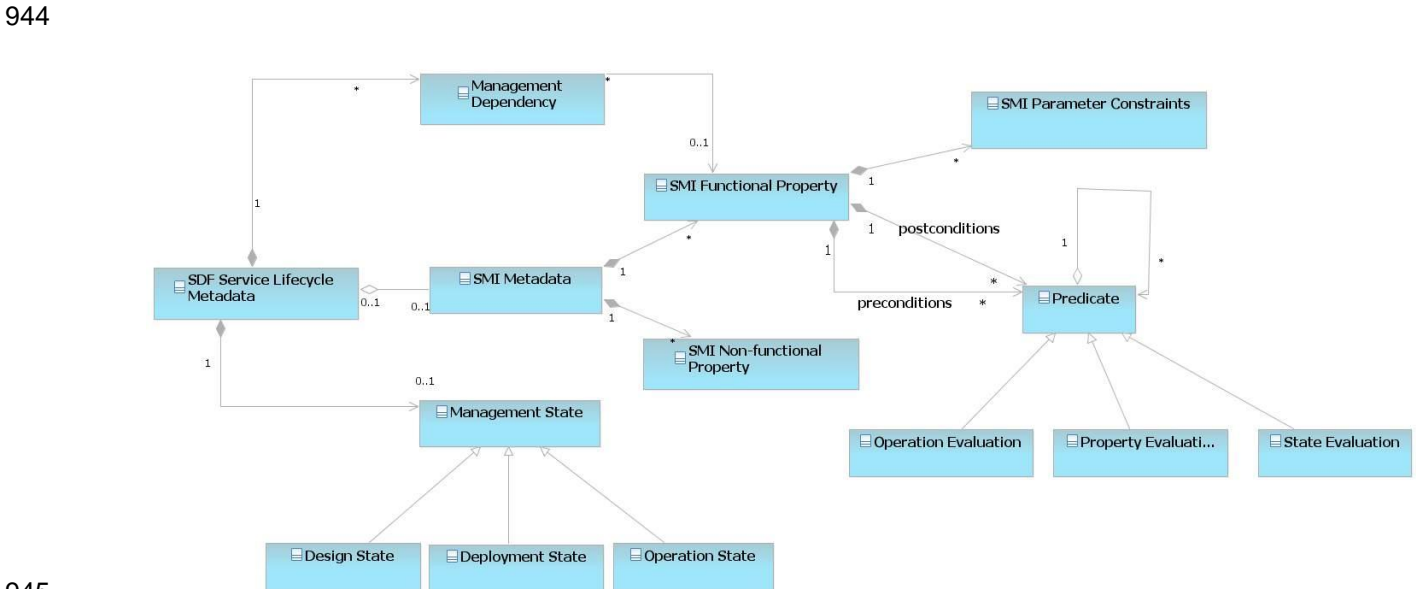 944
Management
Dependency
*
*
SMI Parameter Constraints
0..1
*
1
SMI Functional Property
1
1
postconditions
1
*
1
1
*
SDF Service Lifecycle
Metadata
SMI Metadata
1
0..1
0..1
preconditions
*
*
Predicate
1
*
SMI Non-functional
Property
1
0..1
Management State
Operation Evaluation
Property Evaluati...
State Evaluation
Design State
Deployment State
Operation State